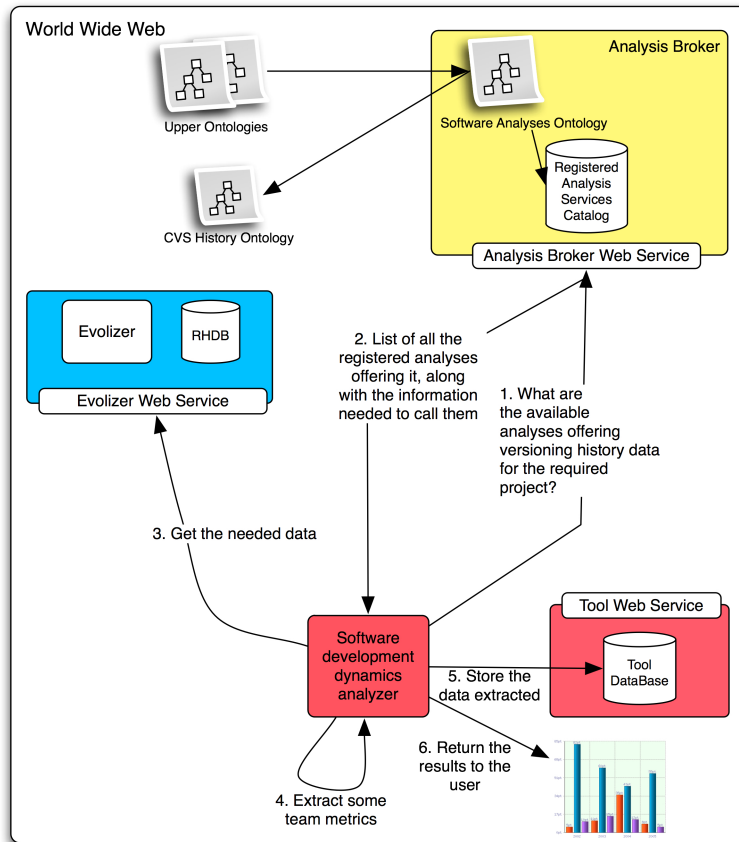 World Wide Web
Analysis Broker
Upper Ontologies
Software Analyses Ontology
Registered
Analysis
Services
Catalog
CVS History Ontology
Analysis Broker Web Service
Evolizer
RHDB
Evolizer Web Service
2. List of all the
registered analyses
offering it, along
with the information
needed to call them
1. What are
the available
analyses offering
versioning history data
for the required
project?
3. Get the needed data
Tool Web Service
Software
development
dynamics
analyzer
Tool
DataBase
5. Store the
data extracted
6. Return the
results to the
user
4. Extract some
team metrics